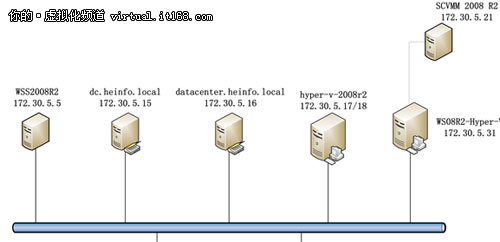 你的·虚拟化频道 virtual.it168.com
SCVMM 2008 R2
172.30.5.21
WSS2008R2
172.30.5.5
dc.heinfo.local
172.30.5.15
datacenter.heinfo.local
172.30.5.16
hyper-v-2008r2
172.30.5.17/18
WS08R2-Hyper-
172.30.5.31